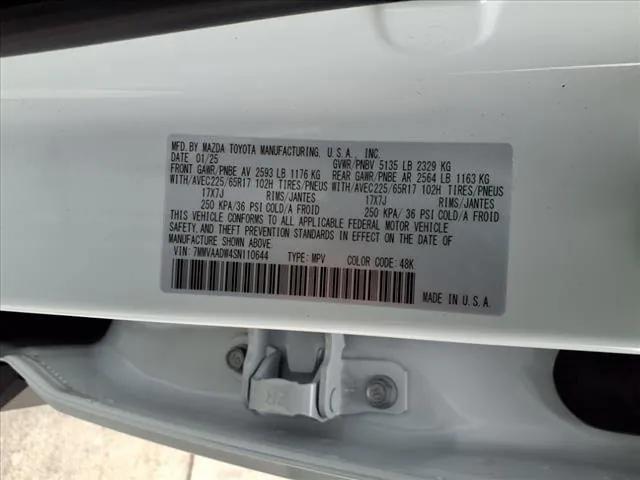 MFD. BY MAZDA TOYOTA MANUFACTURING, U.S.A., INC.
DATE 01/25 GVWR/PNBV 5135 LB 2329 KG
FRONT GAWR/PNBE AV 2593 LB 1176 KG REAR GAWR/PNBE AR 2564 LB 1163 KG
WITH/AVEC225/65R17 102H TIRES/PNEUS WITH/AVEC225/65R17 102H TIRES/PNEUS
17X7J RIMS/JANTES 17X7J RIMS/JANTES
250 KPA/36 PSI COLD/A FROID 250 KPA/36 PSI COLD/A FROID
THIS VEHICLE CONFORMS TO ALL APPLICABLE FEDERAL MOTOR VEHICLE
SAFETY, AND THEFT PREVENTION STANDARDS IN EFFECT ON THE DATE OF
MANUFACTURE SHOWN ABOVE.
VIN: 7MMVAADW4SN110644 TYPE: MPV COLOR CODE: 48K
MADE IN U.S.A.
2R